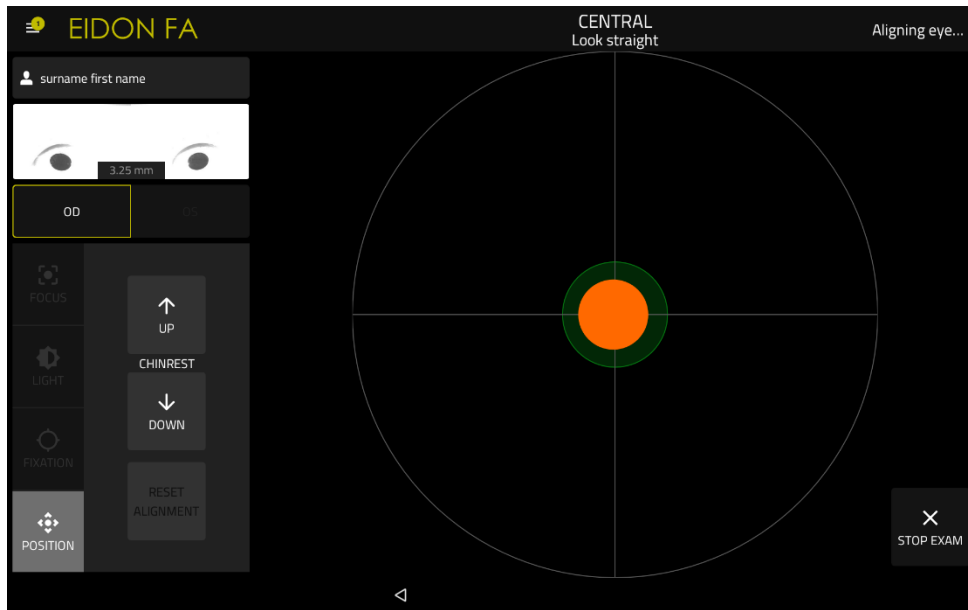 1
EIDON FA
CENTRAL
Look straight
Aligning eye...
surname first name
3.25 mm
OD
OS
FOCUS
LIGHT
FIXATION
POSITION
UP
CHINREST
DOWN
RESET
ALIGNMENT
STOP EXAM